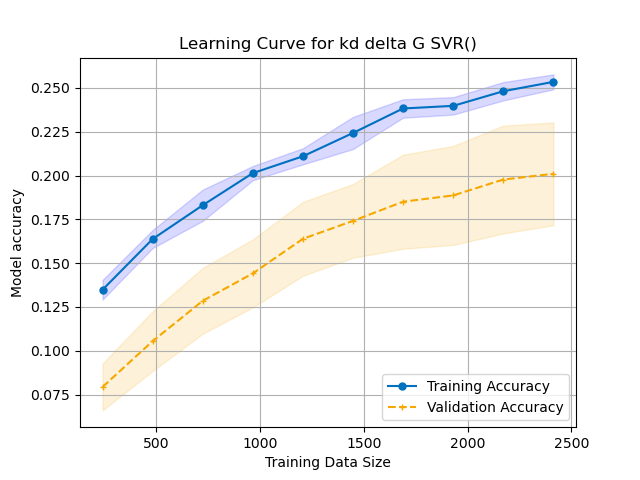 Learning Curve for kd delta G SVR()
Model accuracy
0.250
0.225
0.200
0.175
0.150
0.125
0.100
0.075
500
1000
1500
2000
2500
Training Data Size
Training Accuracy
Validation Accuracy